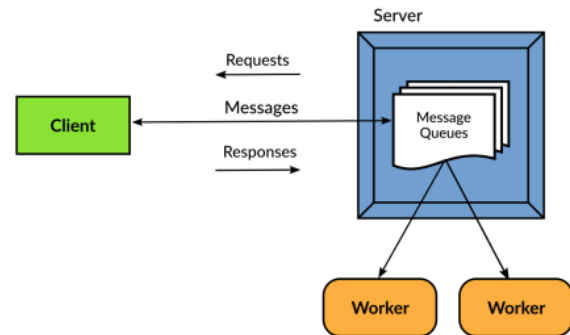 Server
Requests
Messages
Responses
Client
Message
Queues
Worker
Worker